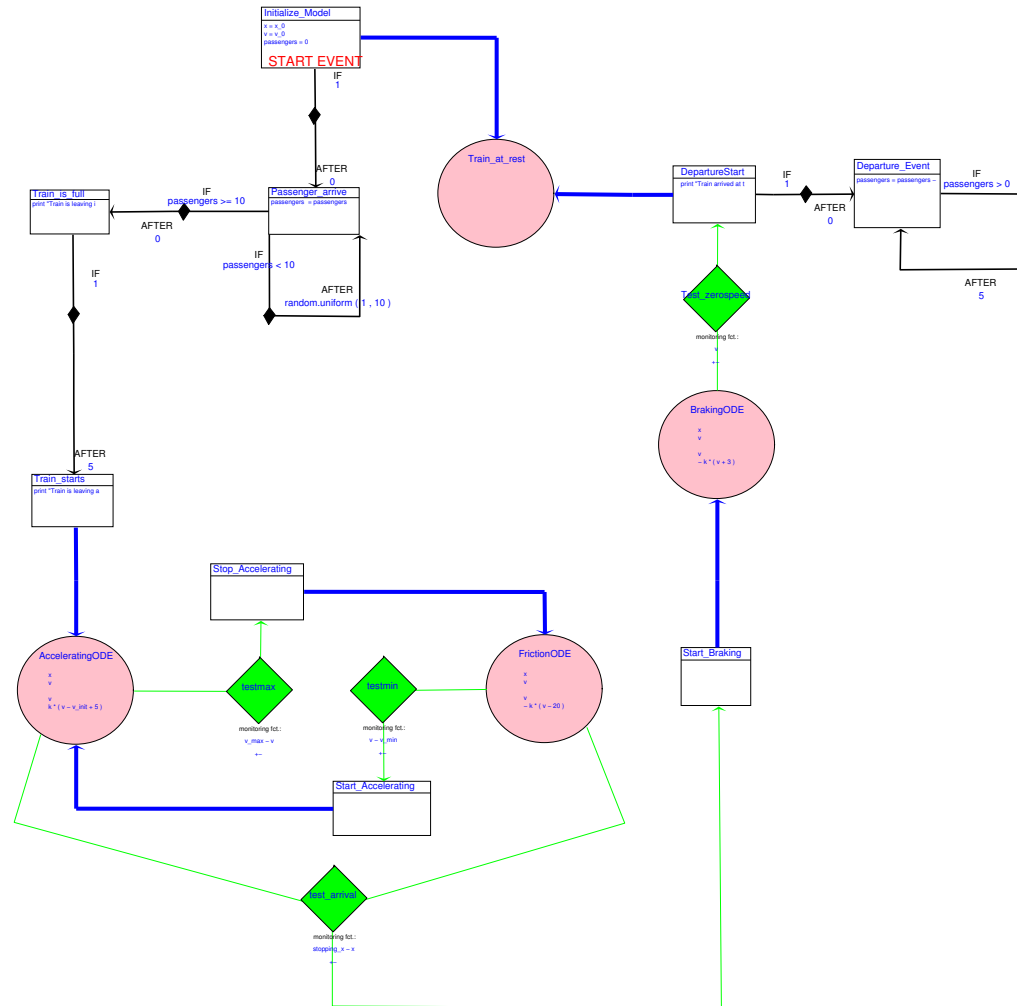 Initialize_Model
x = x_0
v = v_0
passengers = 0
START EVENT
IF
1
AFTER
0
Train_at_rest
DepartureStart
print "Train arrived at t
IF
1
AFTER
0
Departure_Event
passengers = passengers −
IF
passengers > 0
AFTER
5
Train_is_full
print "Train is leaving i
IF
passengers >= 10
AFTER
0
Passenger_arrive
passengers = passengers
IF
passengers < 10
AFTER
random.uniform ( 1 , 10 )
IF
1
AFTER
5
Test_zerospeed
monitoring fct.:
v
+−
BrakingODE
x
v
v
− k * ( v + 3 )
Train_starts
print "Train is leaving a
Stop_Accelerating
AcceleratingODE
x
v
v
k * ( v − v_init + 5 )
testmax
monitoring fct.:
v_max − v
+−
testmin
monitoring fct.:
v − v_min
+−
FrictionODE
x
v
v
− k * ( v − 20 )
Start_Braking
Start_Accelerating
test_arrival
monitoring fct.:
stopping_x − x
+−